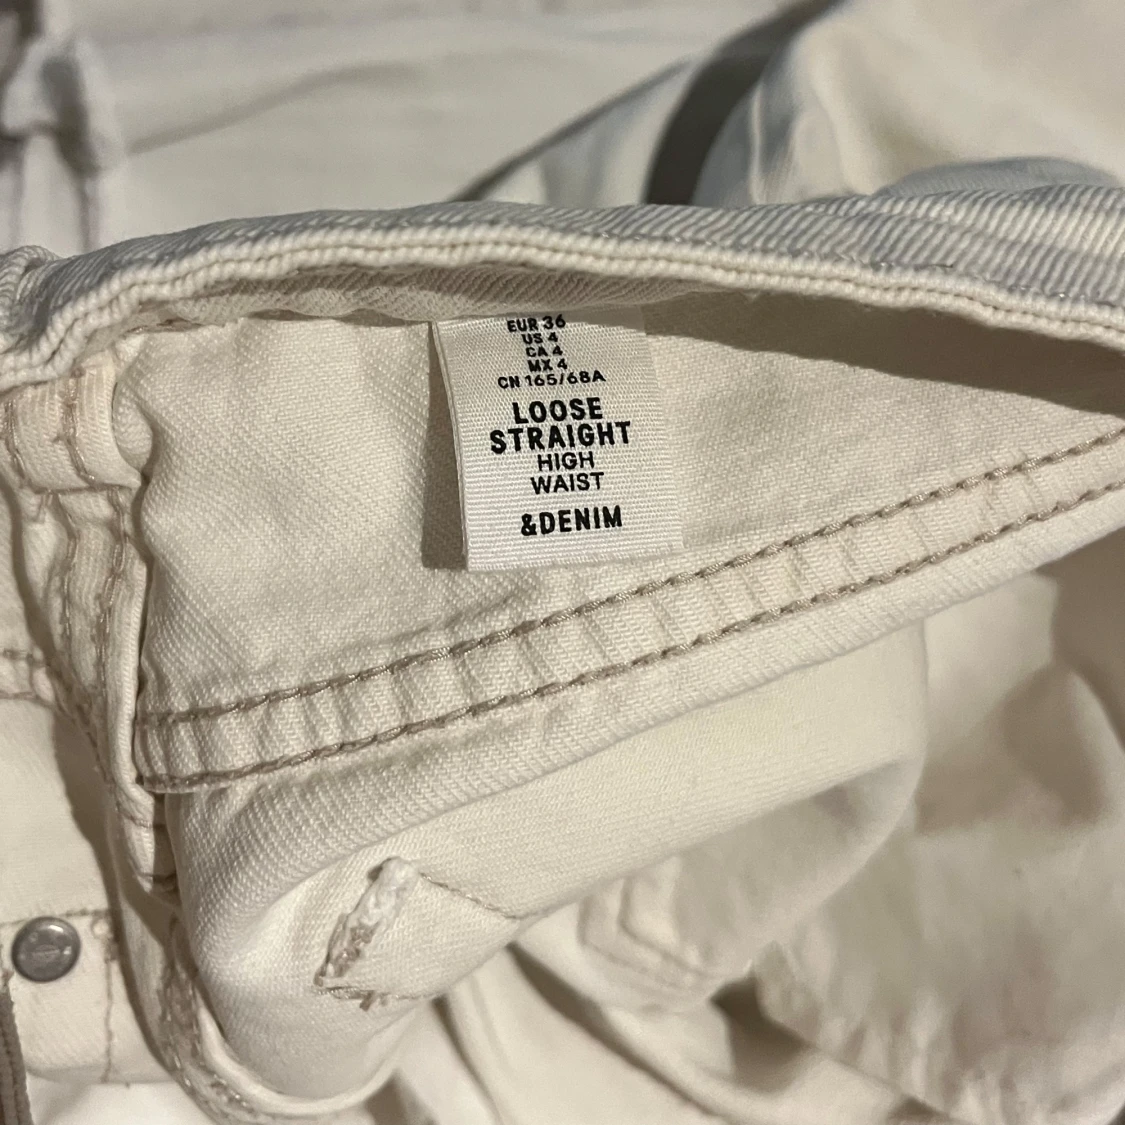 EUR 36
US 4
CA 4
MX 4
CN 165/68A
LOOSE
STRAIGHT
HIGH
WAIST
&DENIM